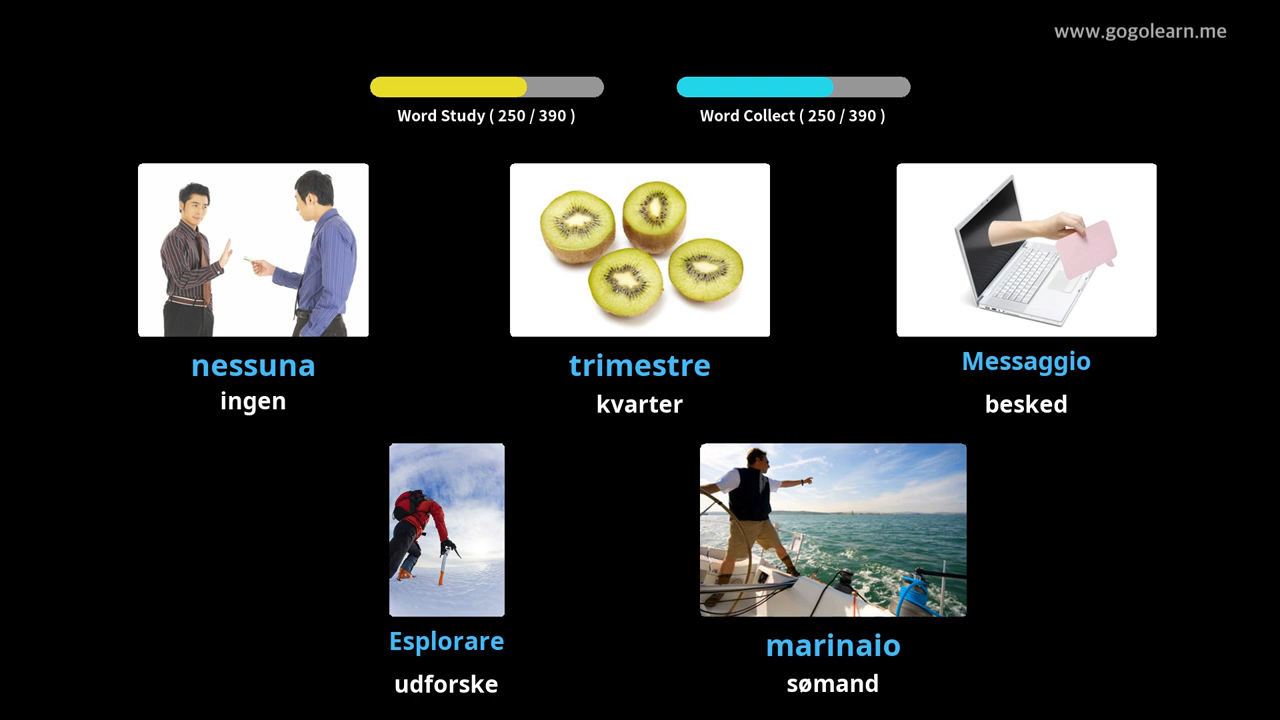 www.gogolearn.me
Word Study ( 250 / 390 )
Word Collect ( 250 / 390 )
nessuna
ingen
trimestre
kvarter
Messaggio
besked
Esplorare
udforske
marinaio
sømand